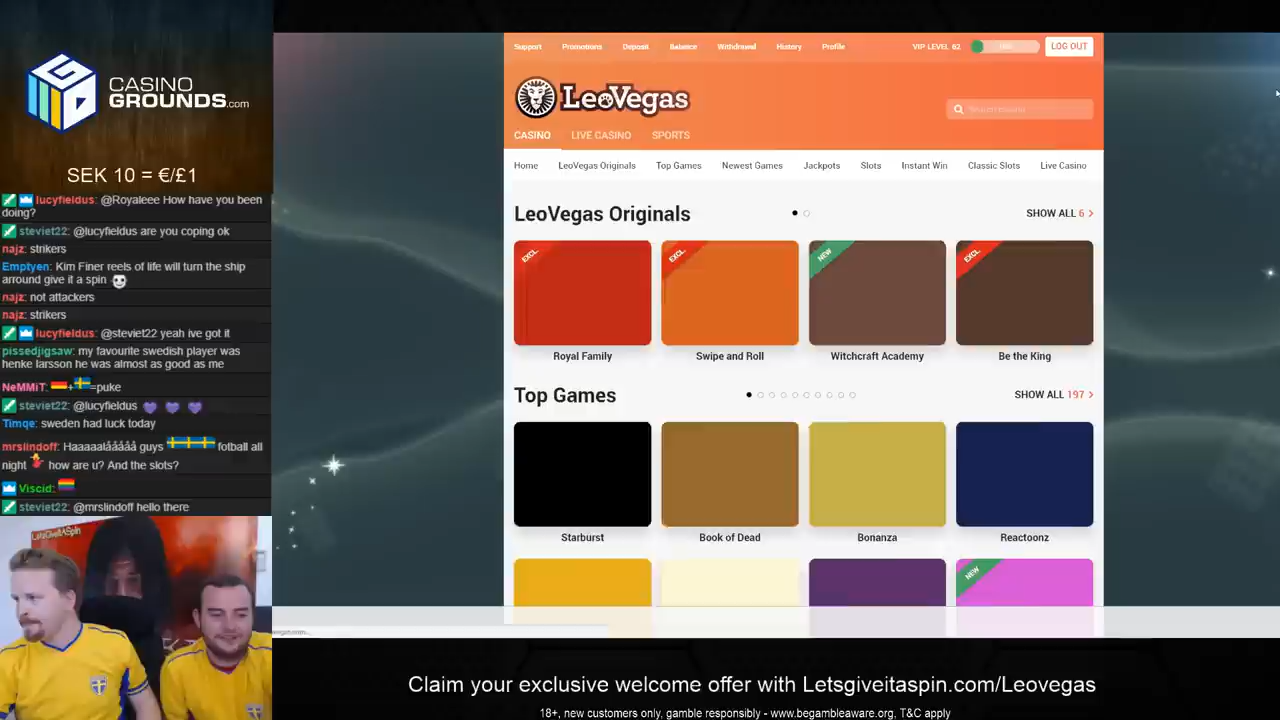 CASINO
GROUNDS.com
SEK 10 = €/£1
lucyfieldus: @Royaleee How have you been
doing?
steviet22: @lucyfieldus are you coping ok
najz: strikers
Emptyen: Kim Finer reels of life will turn the ship
arround give it a spin
najz: not attackers
najz: strikers
lucyfieldus: @steviet22 yeah ive got it
pissedjigsaw: my favourite swedish player was
henke larsson he was almost as good as me
NeMMiT: + =puke
steviet22: @lucyfieldus
Timqe: sweden had luck today
mrslindoff: Haaaaalååååå guys fotball all
night how are u? And the slots?
Viscid:
steviet22: @mrslindoff hello there
LetsGiveItASpin
Support Promotions Deposit Balance Withdrawal History Profile VIP LEVEL 62 LOG OUT
LeoVegas
Search casino
CASINO LIVE CASINO SPORTS
Home LeoVegas Originals Top Games Newest Games Jackpots Slots Instant Win Classic Slots Live Casino
LeoVegas Originals SHOW ALL 6 >
EXCL EXCL NEW EXCL
Royal Family Swipe and Roll Witchcraft Academy Be the King
Top Games SHOW ALL 197 >
Starburst Book of Dead Bonanza Reactoonz
NEW
Claim your exclusive welcome offer with Letsgiveitaspin.com/Leovegas
18+, new customers only, gamble responsibly - www.begambleaware.org, T&C apply